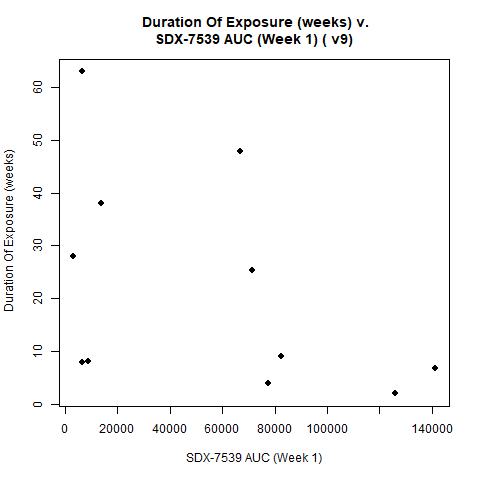 Duration Of Exposure (weeks) v.
SDX-7539 AUC (Week 1) ( v9)
Duration Of Exposure (weeks)
60
50
40
30
20
10
0
0 20000 40000 60000 80000 100000 140000
SDX-7539 AUC (Week 1)